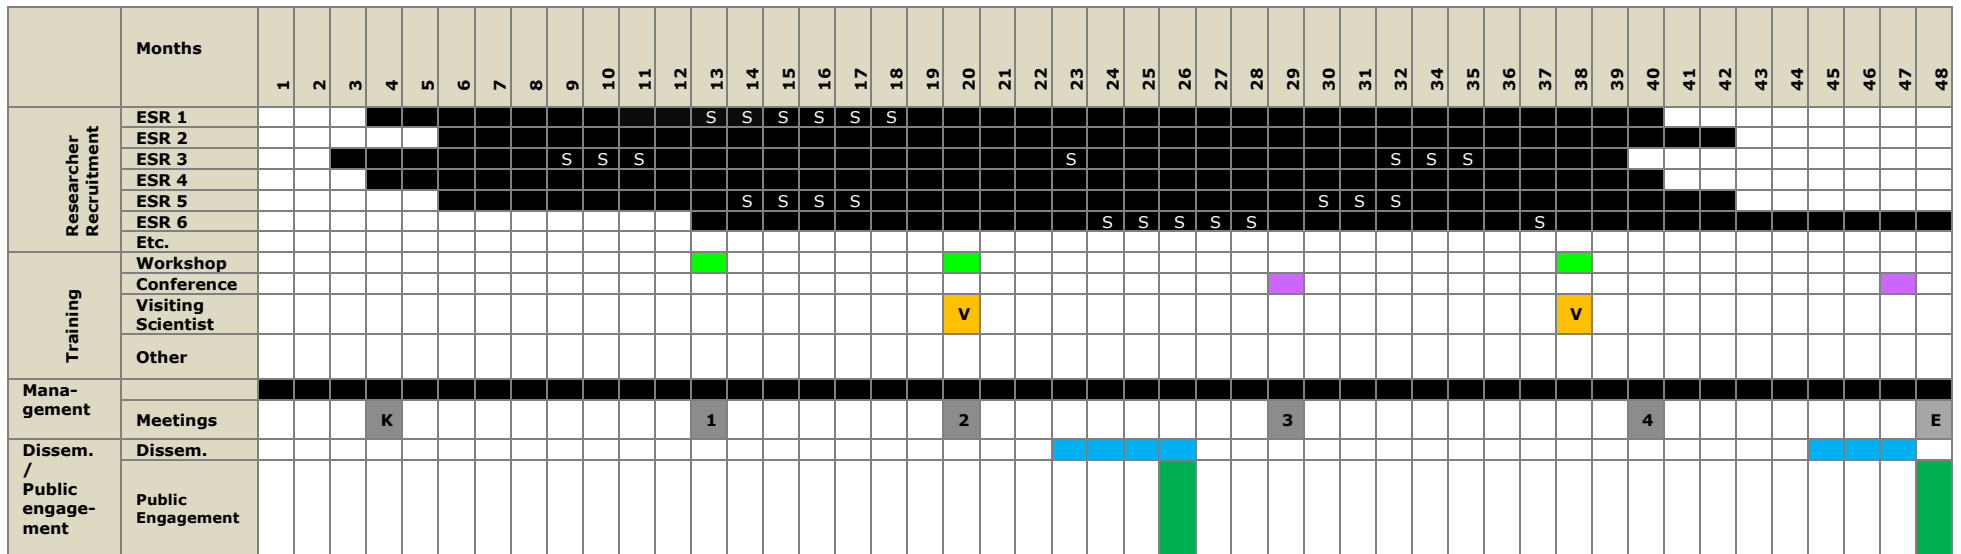 Months 1 2 3 4 5 6 7 8 9 10 11 12 13 14 15 16 17 18 19 20 21 22 23 24 25 26 27 28 29 30 31 32 34 35 36 37 38 39 40 41 42 43 44 45 46 47 48
Researcher
Recruitment
ESR 1 S S S S S S
ESR 2
ESR 3 S S S S S S S
ESR 4
ESR 5 S S S S S S S
ESR 6 S S S S S S
Etc.
Training
Workshop
Conference
Visiting
Scientist V V
Other
Mana-
gement
Meetings K 1 2 3 4 E
Dissem.
/
Public
engage-
ment
Dissem.
Public
Engagement